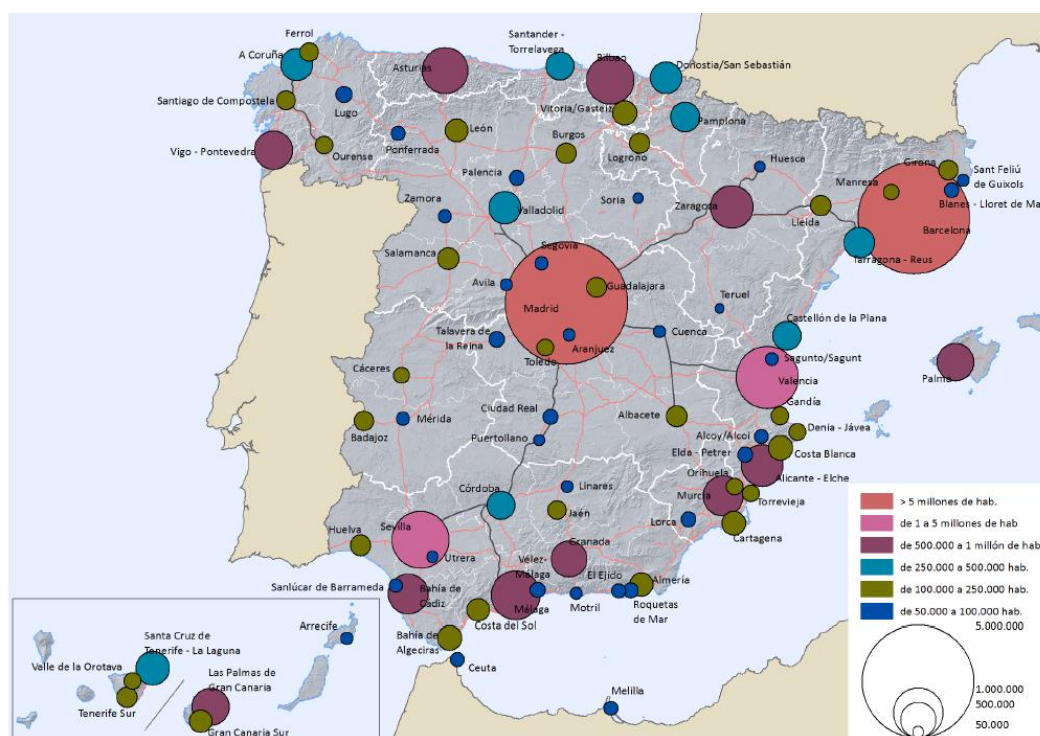 Ferrol
A Coruña
Santander -
Torrelavega
Asturias
Bilbao
Donostia/San Sebastián
Santiago de Compostela
Lugo
Vitoria/Gasteiz
Pamplona
León
Ponferrada
Burgos
Logroño
Vigo - Pontevedra
Ourense
Palencia
Huesca
Girona
Sant Feliú
de Guixols
Manresa
Blanes - Lloret de Ma
Zamora
Valladolid
Soria
Zaragoza
Lleida
Barcelona
Salamanca
Segovia
Tarragona - Reus
Avila
Guadalajara
Madrid
Teruel
Castellón de la Plana
Talavera de
la Reina
Aranjuez
Cuenca
Toledo
Sagunto/Sagunt
Cáceres
Valencia
Palma
Gandía
Mérida
Ciudad Real
Albacete
Denia - Jávea
Badajoz
Puertollano
Alcoy/Alcoi
Elda - Petrer
Costa Blanca
Orihuela
Alicante - Elche
Córdoba
Linares
Murcia
Torrevieja
Jaén
Lorca
Huelva
Sevilla
Cartagena
Granada
Utrera
Vélez-
Málaga
El Ejido
Almería
Sanlúcar de Barrameda
Bahía de
Cádiz
Málaga
Motril
Roquetas
de Mar
Costa del Sol
Bahía de
Algeciras
Ceuta
Melilla
Arrecife
Santa Cruz de
Tenerife - La Laguna
Valle de la Orotava
Las Palmas de
Gran Canaria
Tenerife Sur
Gran Canaria Sur
> 5 millones de hab.
de 1 a 5 millones de hab
de 500.000 a 1 millón de hab
de 250.000 a 500.000 hab.
de 100.000 a 250.000 hab.
de 50.000 a 100.000 hab.
5.000.000
1.000.000
500.000
50.000